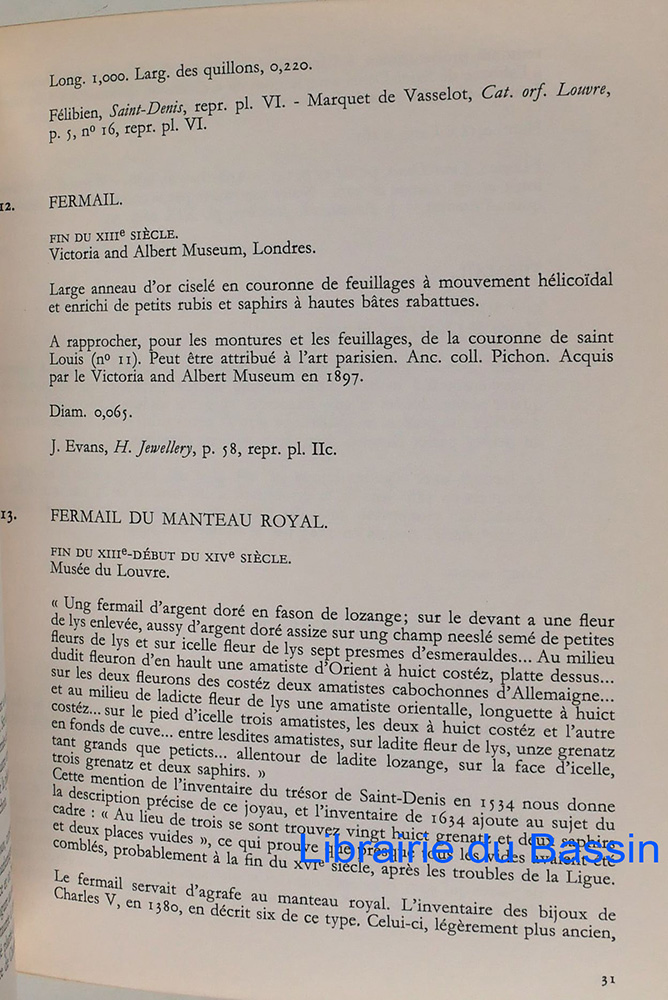 Long. 1,000. Larg. des quillons, 0,220.
Félibien, Saint-Denis, repr. pl. VI. - Marquet de Vasselot, Cat. orf. Louvre,
p. 5, nº 16, repr. pl. VI.
12. FERMAIL.
FIN DU XIIIe SIÈCLE.
Victoria and Albert Museum, Londres.
Large anneau d'or ciselé en couronne de feuillages à mouvement hélicoïdal
et enrichi de petits rubis et saphirs à hautes bâtes rabattues.
A rapprocher, pour les montures et les feuillages, de la couronne de saint
Louis (nº 11). Peut être attribué à l'art parisien. Anc. coll. Pichon. Acquis
par le Victoria and Albert Museum en 1897.
Diam. 0,065.
J. Evans, H. Jewellery, p. 58, repr. pl. IIc.
13. FERMAIL DU MANTEAU ROYAL.
FIN DU XIIIe-DÉBUT DU XIVe SIÈCLE.
Musée du Louvre.
« Ung fermail d'argent doré en fason de lozange; sur le devant a une fleur
de lys enlevée, aussy d'argent doré assize sur ung champ neeslé semé de petites
fleurs de lys et sur icelle fleur de lys sept presmes d'esmerauldes... Au milieu
dudit fleuron d'en hault une amatiste d'Orient à huict costéz, platte dessus...
sur les deux fleurons des costéz deux amatistes cabochonnes d'Allemaigne...
et au milieu de ladicte fleur de lys une amatiste orientalle, longuette à huict
costéz... sur le pied d'icelle trois amatistes, les deux à huict costéz et l'autre
en fonds de cuve... entre lesdites amatistes, sur ladite fleur de lys, unze grenatz
tant grands que peticts... allentour de ladite lozange, sur la face d'icelle,
trois grenatz et deux saphirs. »
Cette mention de l'inventaire du trésor de Saint-Denis en 1534 nous donne
la description précise de ce joyau, et l'inventaire de 1634 ajoute au sujet du
cadre : « Au lieu de trois se sont trouvez vingt huict grenatz et deux saphirs
et deux places vuides », ce qui prouve que presque tous les vides avaient été
comblés, probablement à la fin du XVIe siècle, après les troubles de la Ligue.
Le fermail servait d'agrafe au manteau royal. L'inventaire des bijoux de
Charles V, en 1380, en décrit six de ce type. Celui-ci, légèrement plus ancien,
31
Librairie du Bassin